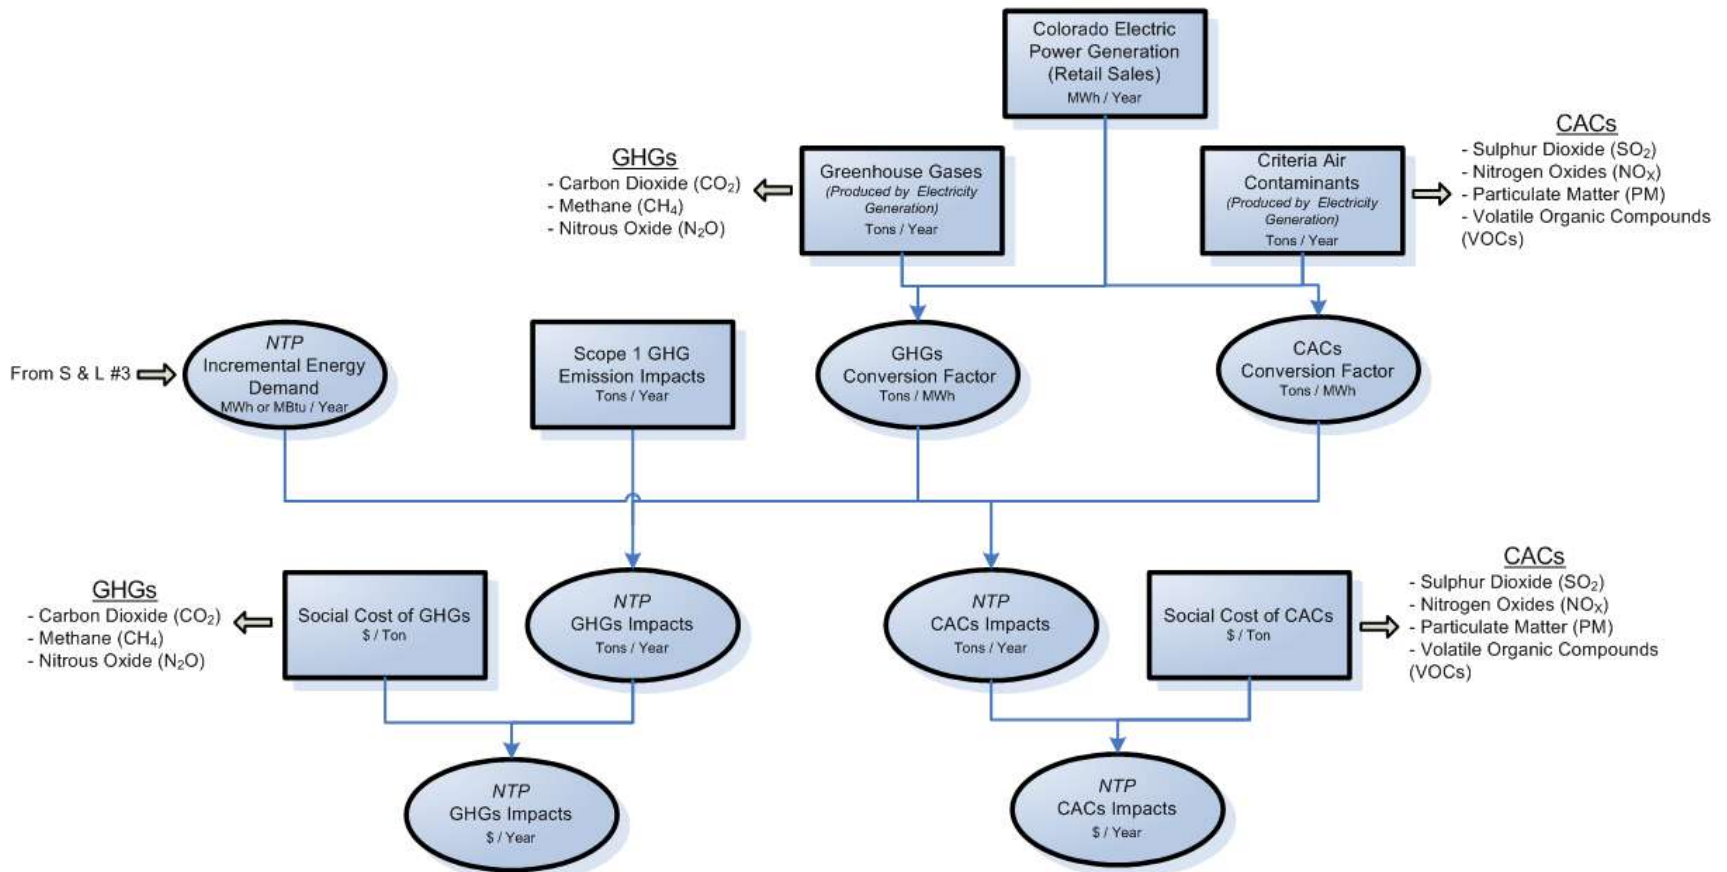 Colorado Electric
Power Generation
(Retail Sales)
MWh / Year
GHGs
- Carbon Dioxide (CO₂)
- Methane (CH₄)
- Nitrous Oxide (N₂O)
Greenhouse Gases
(Produced by Electricity
Generation)
Tons / Year
Criteria Air
Contaminants
(Produced by Electricity
Generation)
Tons / Year
CACs
- Sulphur Dioxide (SO₂)
- Nitrogen Oxides (NOₓ)
- Particulate Matter (PM)
- Volatile Organic Compounds
(VOCs)
From S & L #3
NTP
Incremental Energy
Demand
MWh or MBtu / Year
Scope 1 GHG
Emission Impacts
Tons / Year
GHGs
Conversion Factor
Tons / MWh
CACs
Conversion Factor
Tons / MWh
GHGs
- Carbon Dioxide (CO₂)
- Methane (CH₄)
- Nitrous Oxide (N₂O)
Social Cost of GHGs
$ / Ton
NTP
GHGs Impacts
Tons / Year
NTP
CACs Impacts
Tons / Year
Social Cost of CACs
$ / Ton
CACs
- Sulphur Dioxide (SO₂)
- Nitrogen Oxides (NOₓ)
- Particulate Matter (PM)
- Volatile Organic Compounds
(VOCs)
NTP
GHGs Impacts
$ / Year
NTP
CACs Impacts
$ / Year